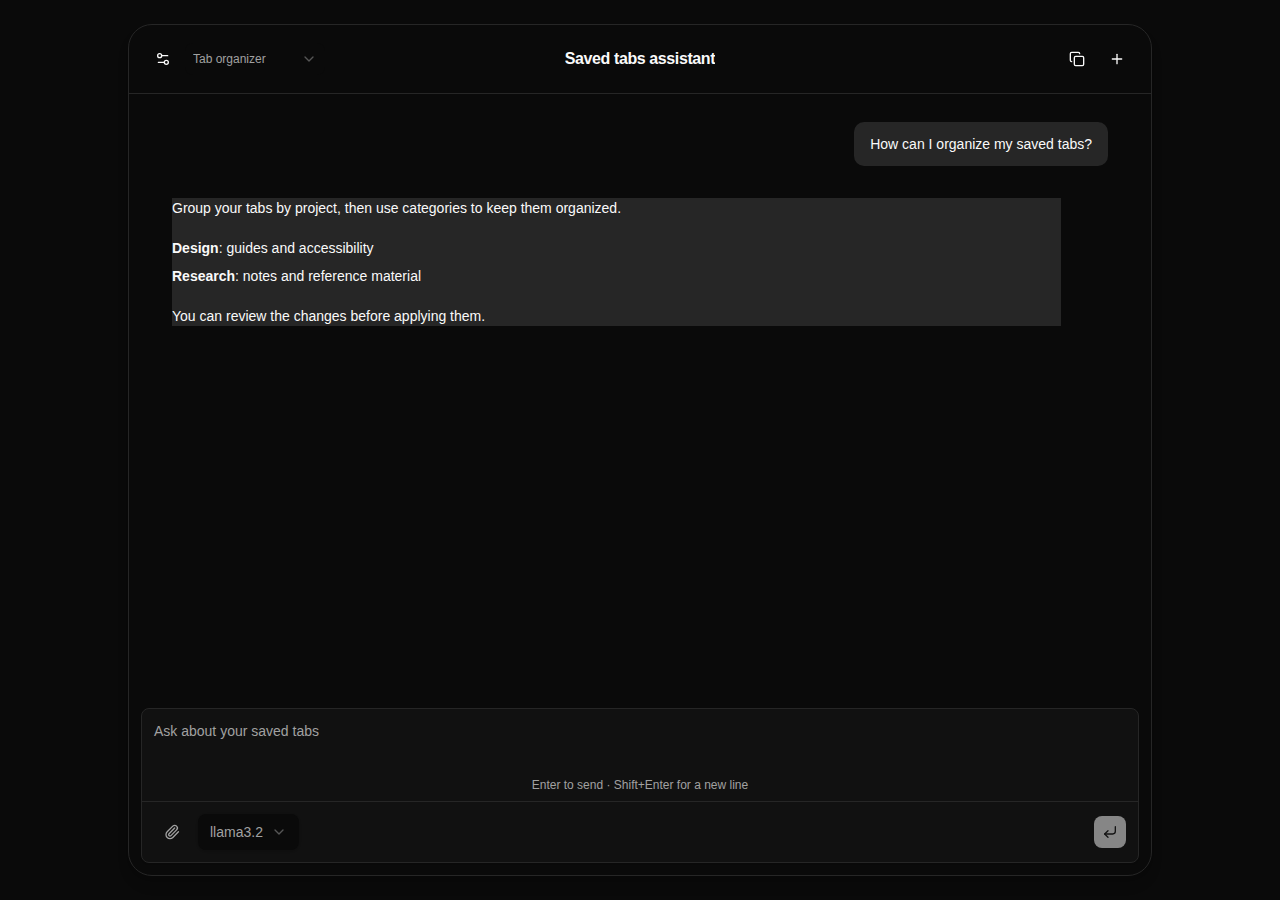 Tab organizer
Saved tabs assistant
How can I organize my saved tabs?
Group your tabs by project, then use categories to keep them organized.
Design: guides and accessibility
Research: notes and reference material
You can review the changes before applying them.
Ask about your saved tabs
Enter to send · Shift+Enter for a new line
llama3.2